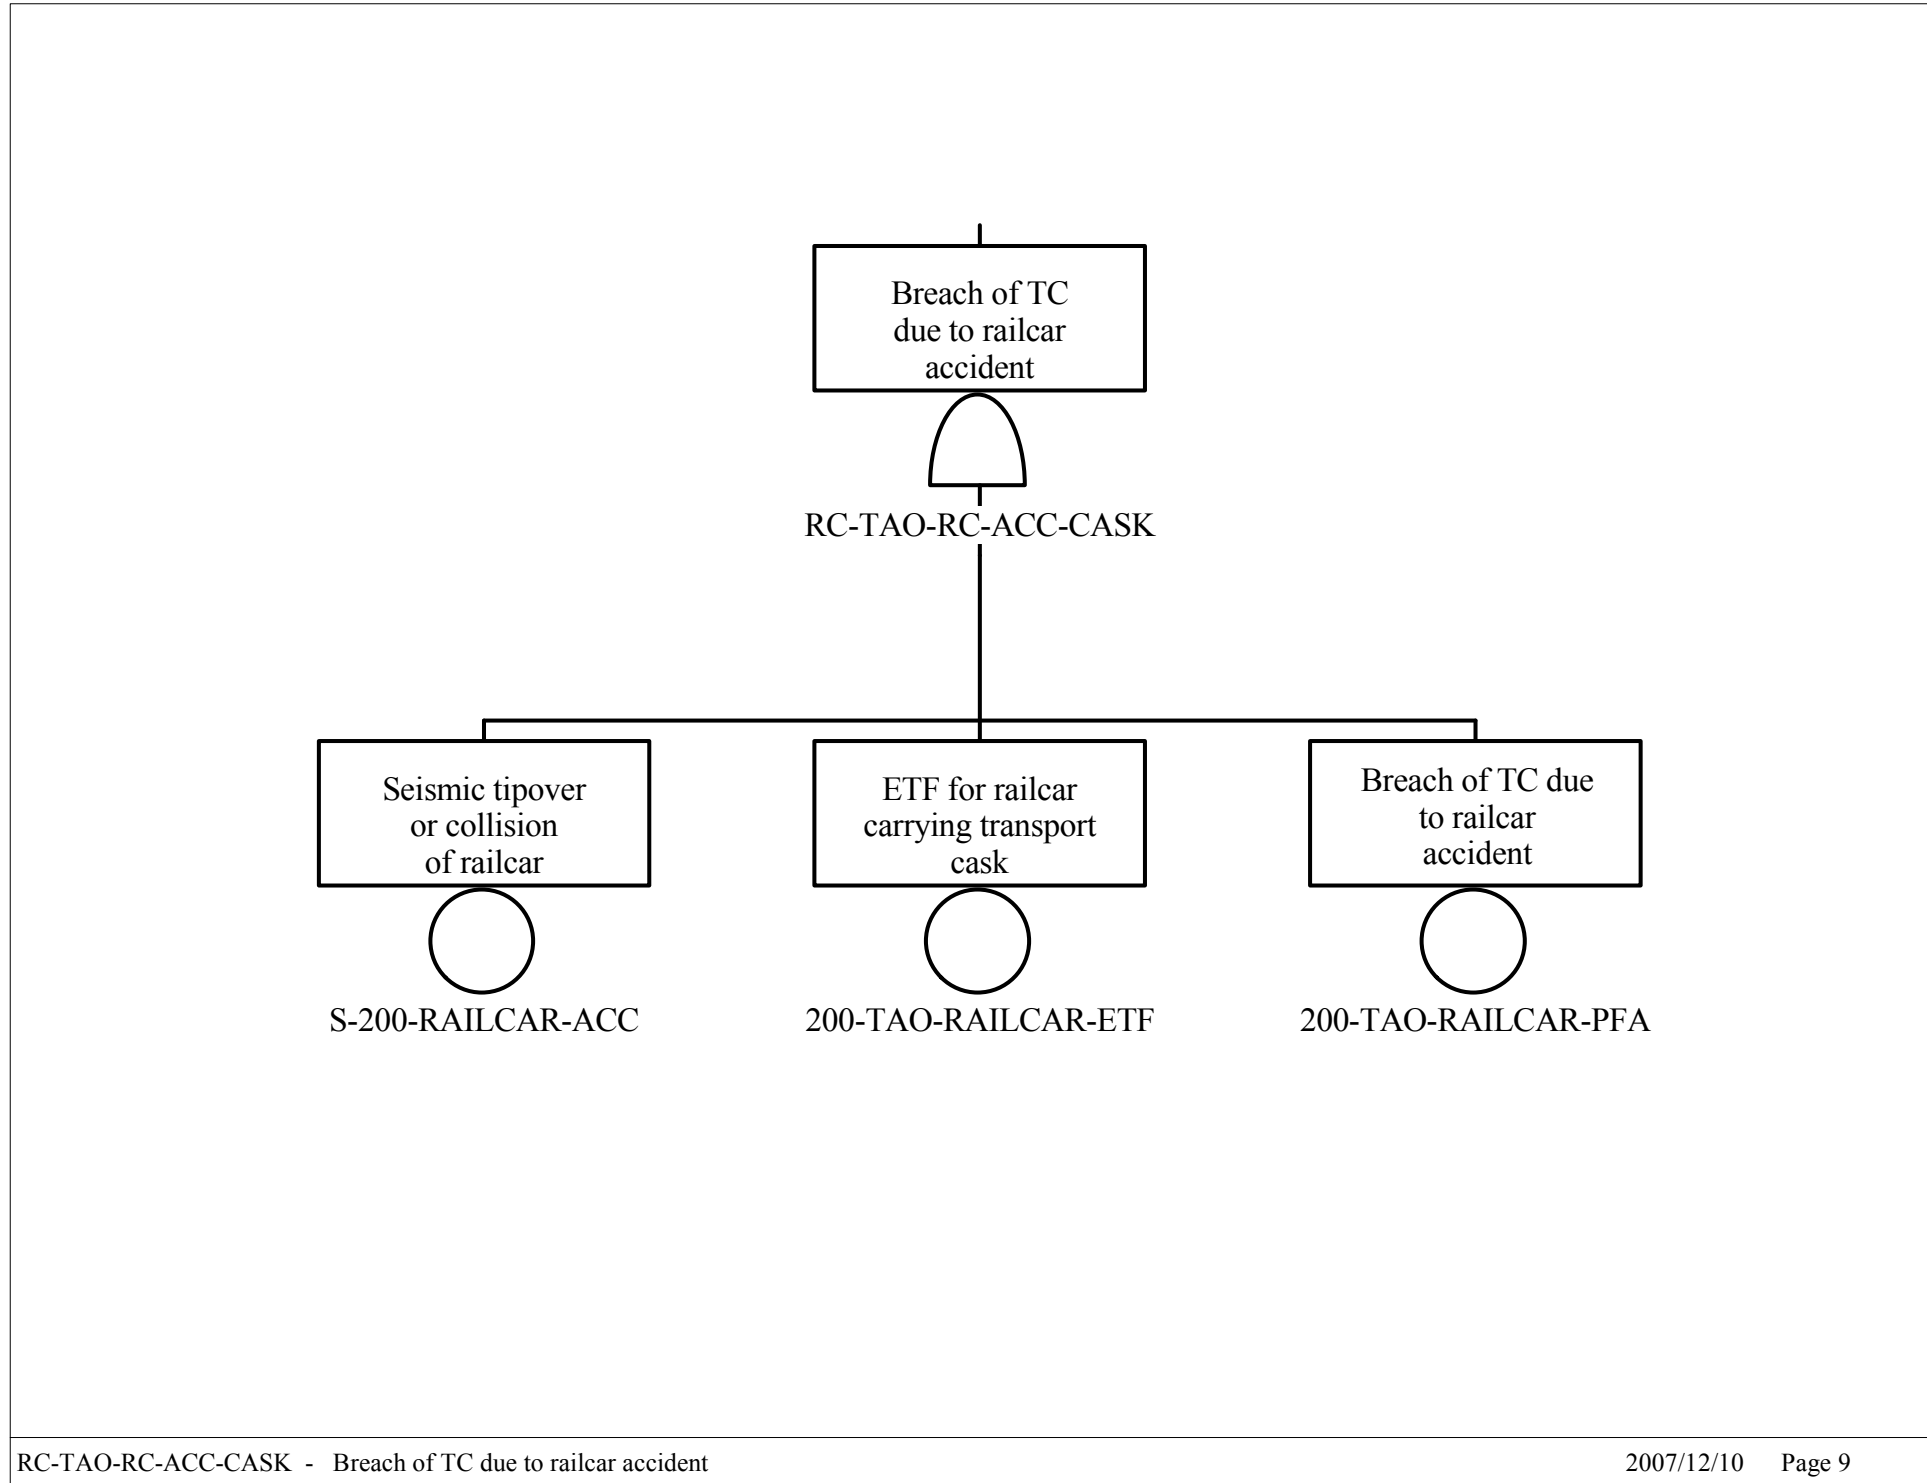 Breach of TC
due to railcar
accident
RC-TAO-RC-ACC-CASK
Seismic tipover
or collision
of railcar
S-200-RAILCAR-ACC
ETF for railcar
carrying transport
cask
200-TAO-RAILCAR-ETF
Breach of TC due
to railcar
accident
200-TAO-RAILCAR-PFA
RC-TAO-RC-ACC-CASK - Breach of TC due to railcar accident
2007/12/10 Page 9